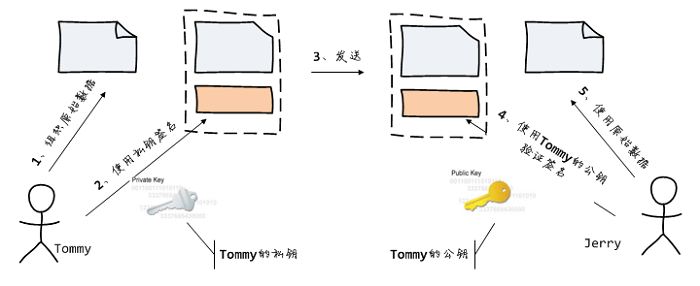 1、组织原始数据
2、使用私钥签名
3、发送
4、使用Tommy的公钥
验证签名
5、使用原始数据
Private Key
Public Key
Tommy
Tommy的私钥
Tommy的公钥
Jerry